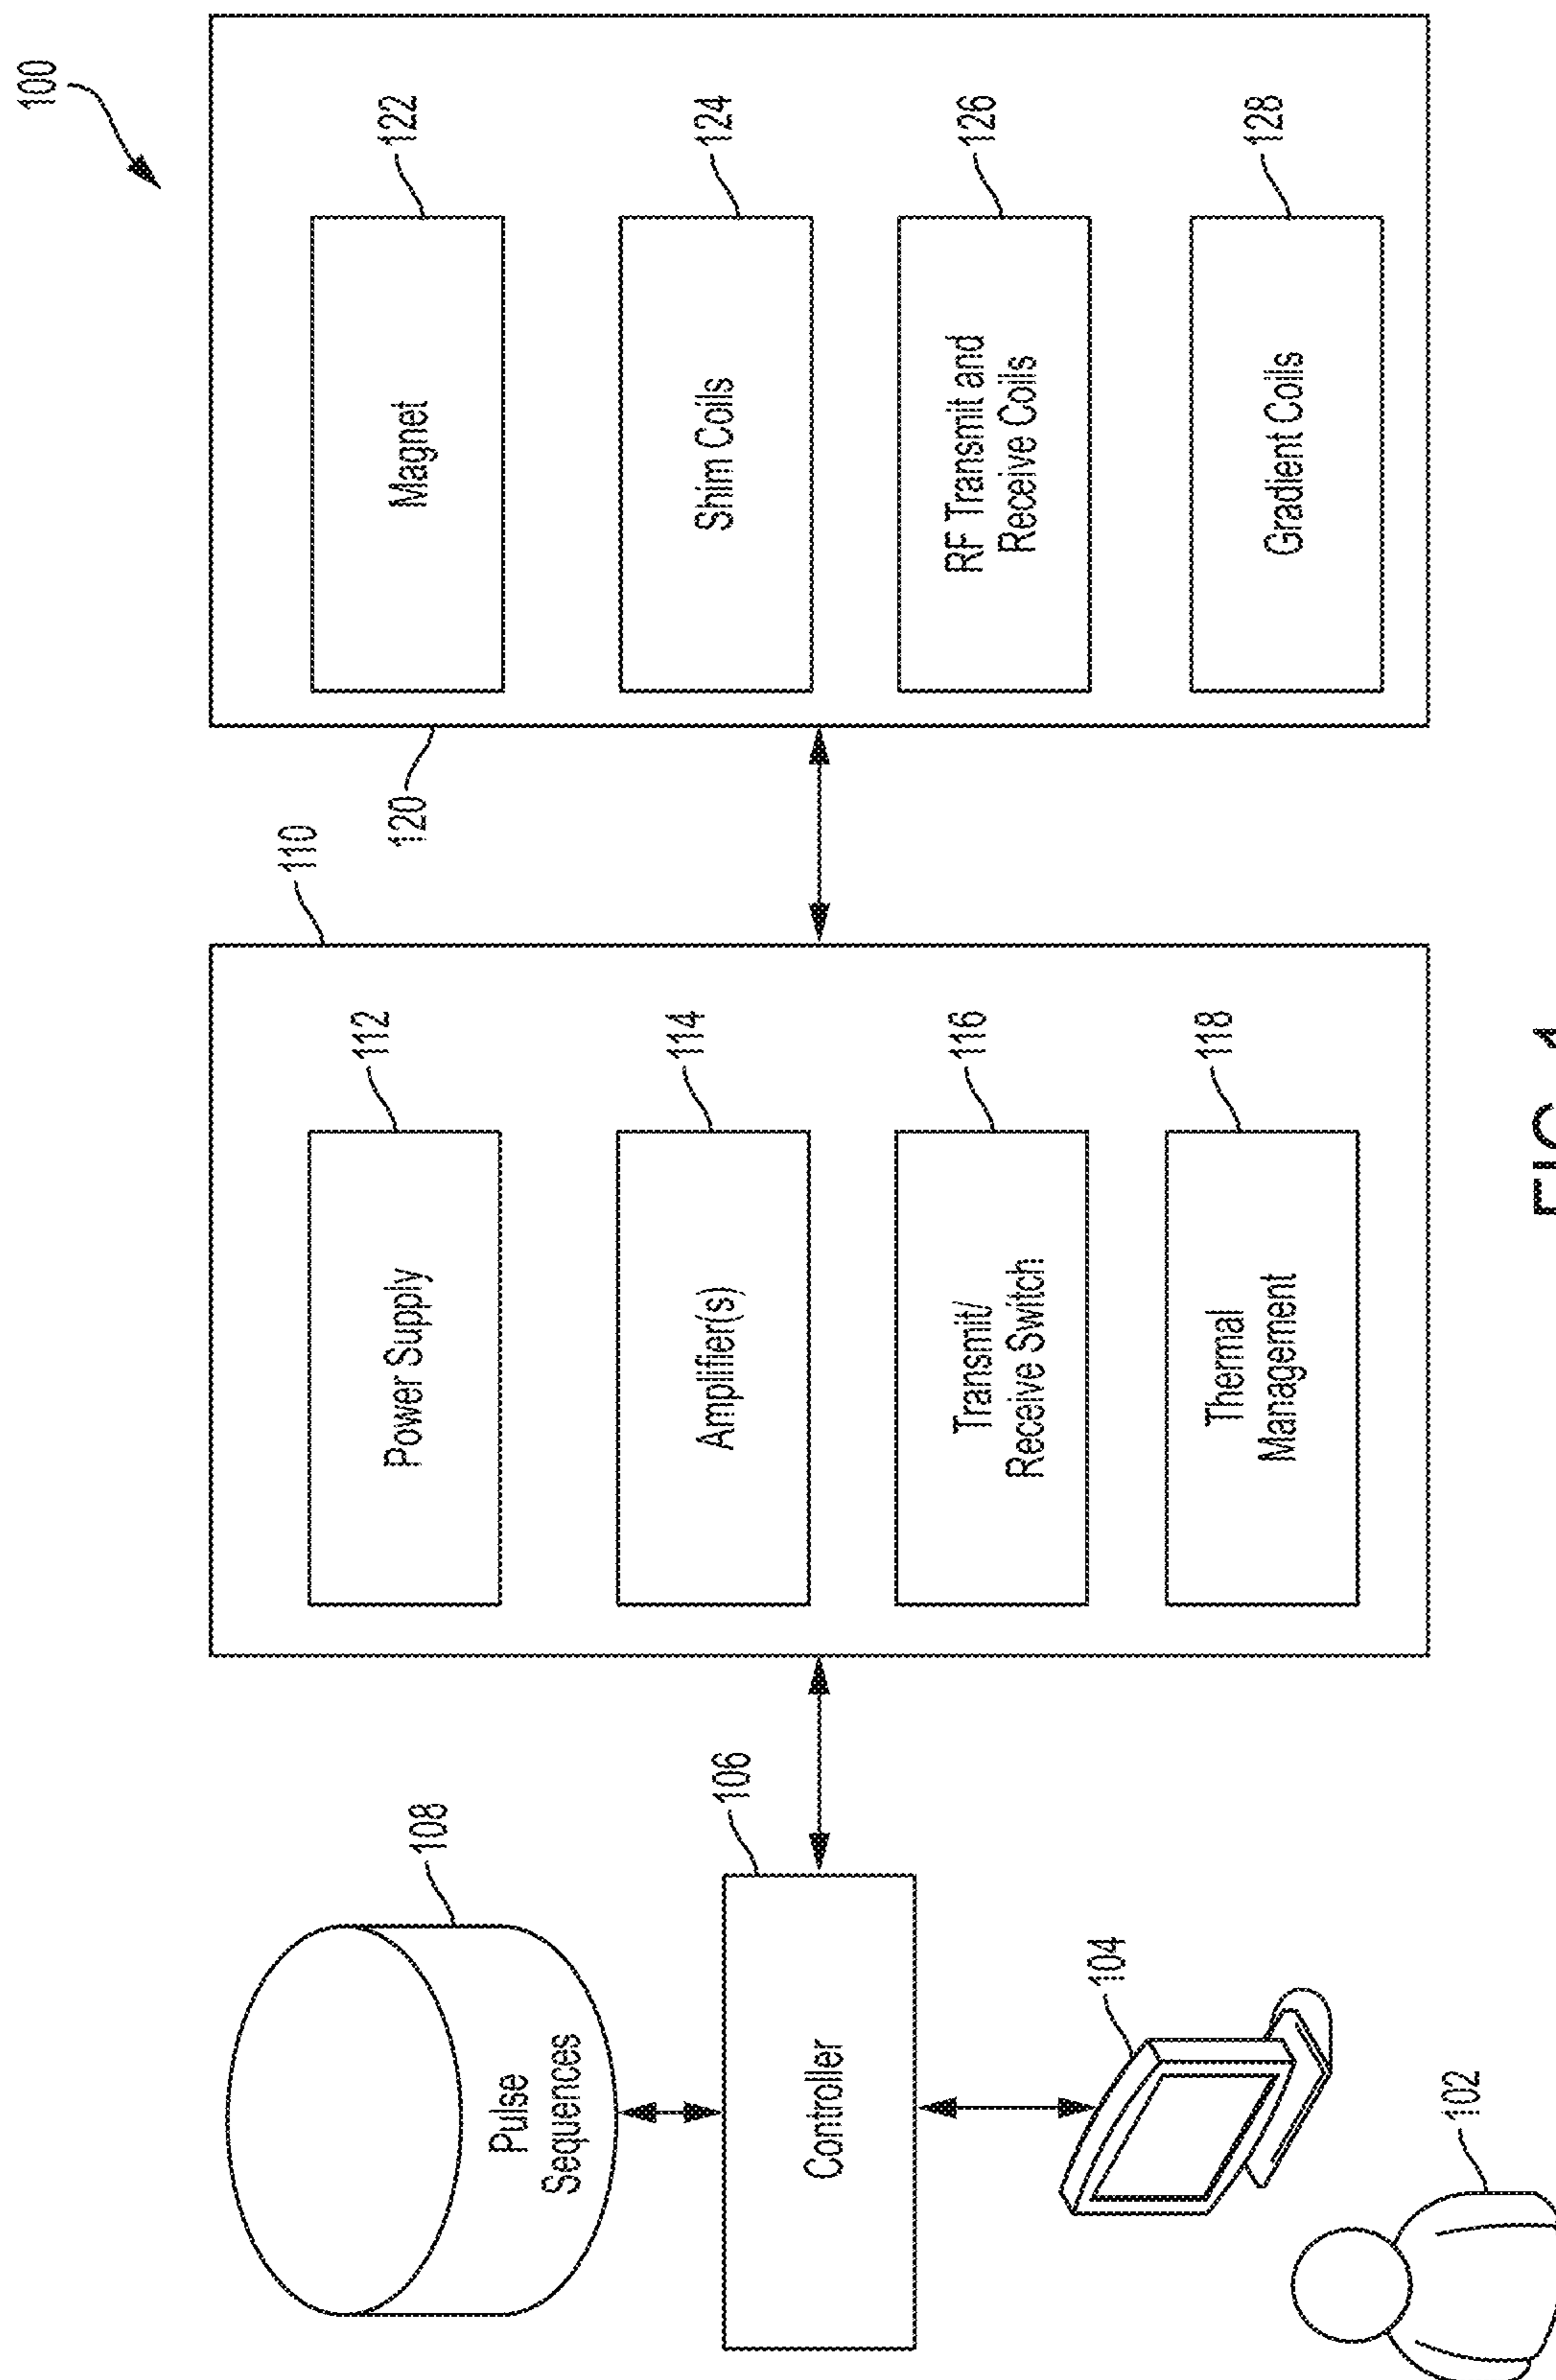 100
108
Pulse
Sequences
106
Controller
104
102
110
112
Power Supply
114
Amplifier(s)
116
Transmit/
Receive Switch
118
Thermal
Management
120
122
Magnet
124
Shim Coils
126
RF Transmit and
Receive Coils
128
Gradient Coils